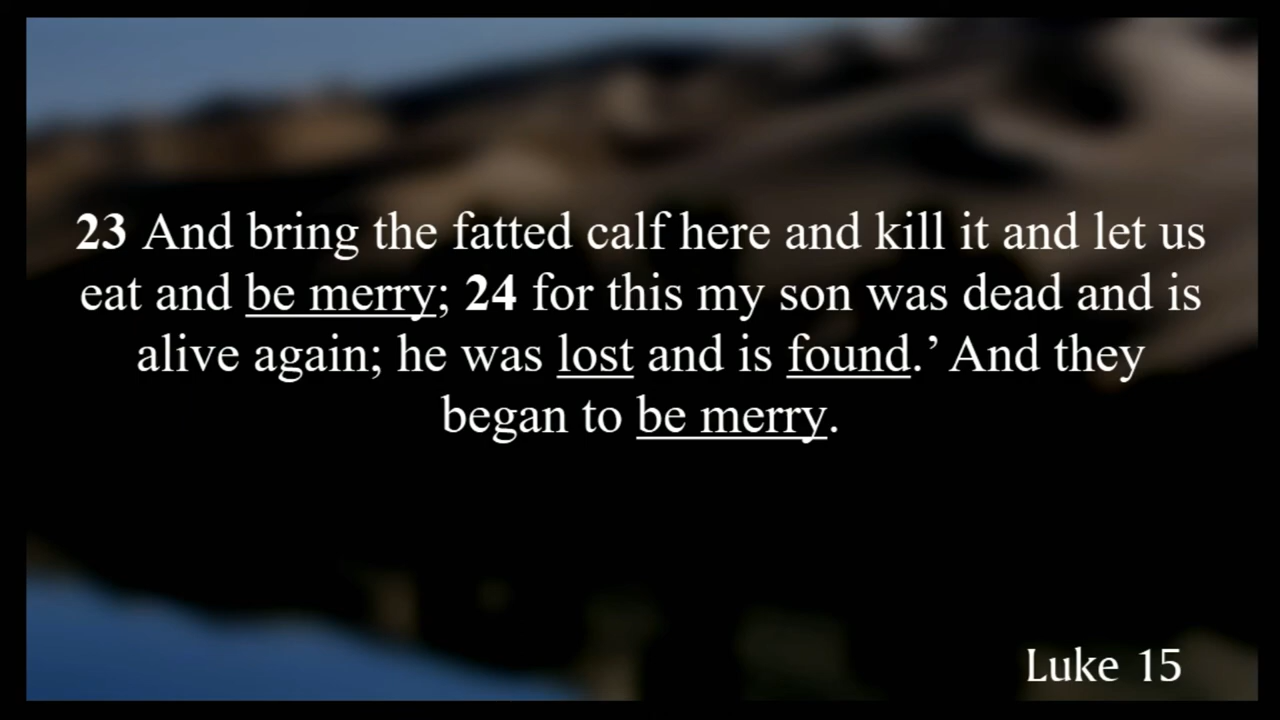 23 And bring the fatted calf here and kill it and let us
eat and be merry; 24 for this my son was dead and is
alive again; he was lost and is found.’ And they
began to be merry.
Luke 15